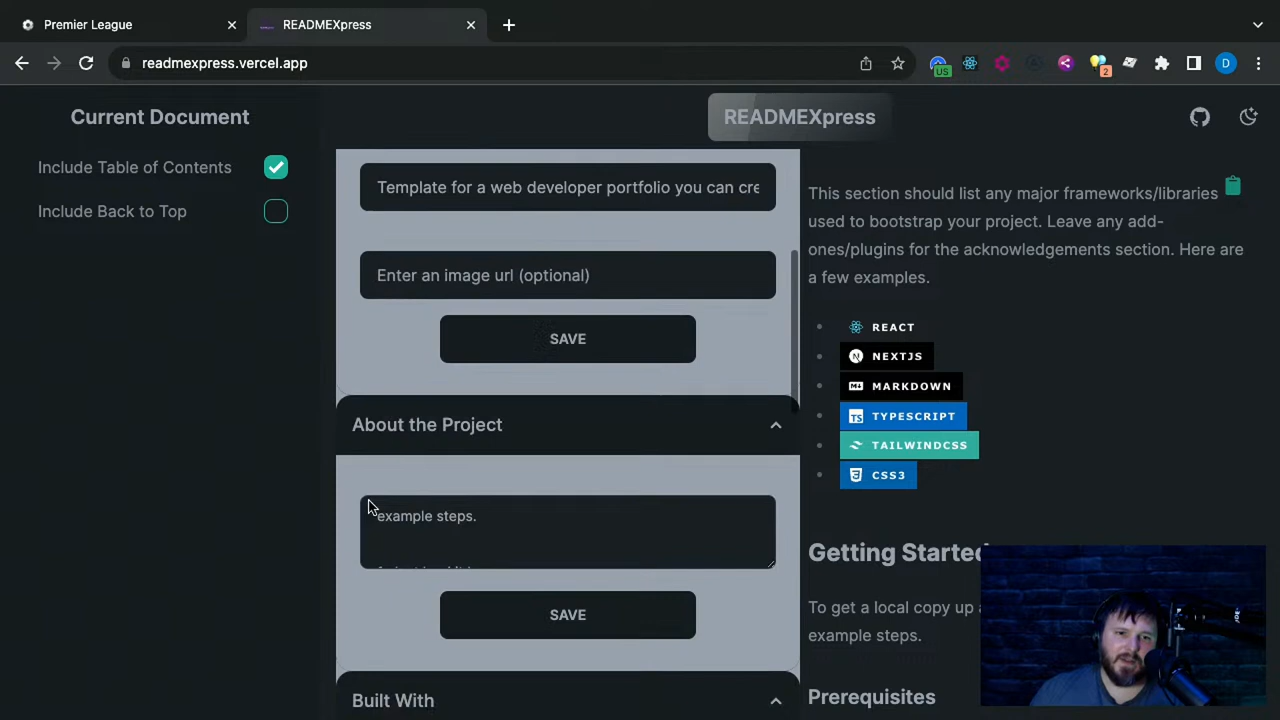 Premier League
READMEXpress
readmexpress.vercel.app
US
2
D
Current Document
READMEXpress
Include Table of Contents
Include Back to Top
Template for a web developer portfolio you can cre
Enter an image url (optional)
SAVE
About the Project
example steps.
SAVE
Built With
This section should list any major frameworks/libraries
used to bootstrap your project. Leave any add-
ones/plugins for the acknowledgements section. Here are
a few examples.
REACT
NEXTJS
MARKDOWN
TYPESCRIPT
TAILWINDCSS
CSS3
Getting Started
To get a local copy up
example steps.
Prerequisites